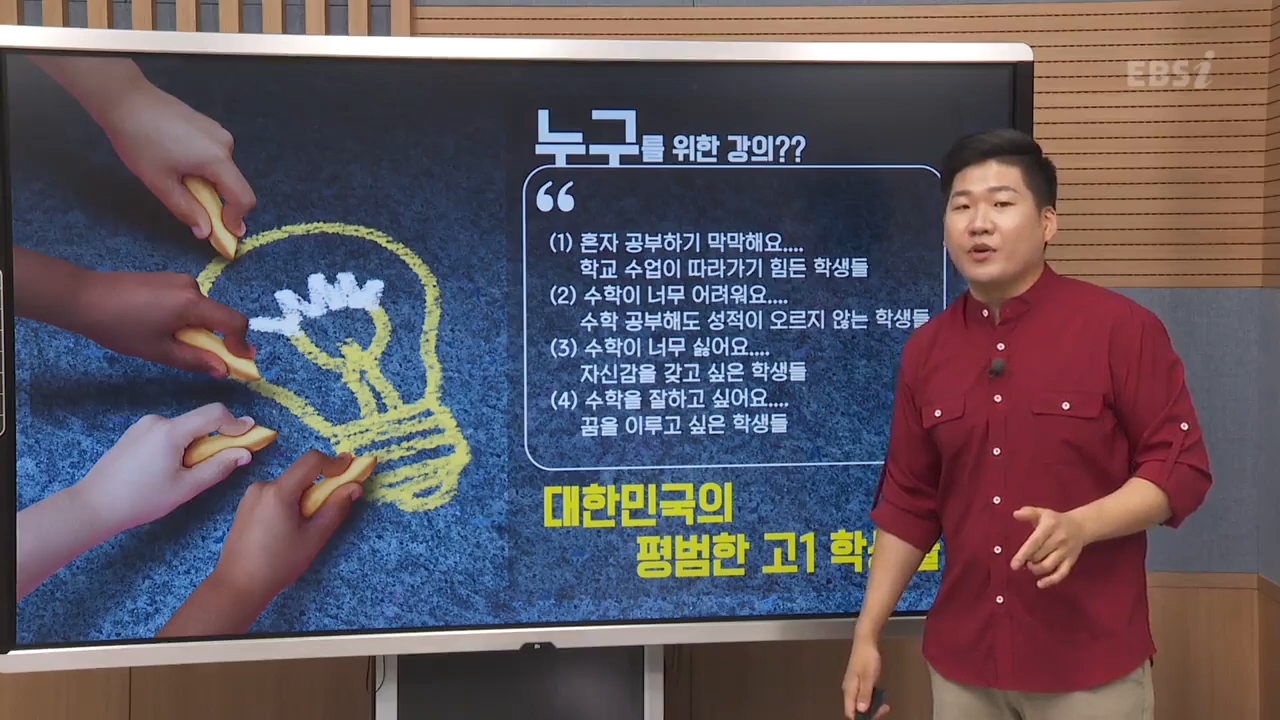 EBSi
누구를 위한 강의??
“
(1) 혼자 공부하기 막막해요....
학교 수업이 따라가기 힘든 학생들
(2) 수학이 너무 어려워요....
수학 공부해도 성적이 오르지 않는 학생들
(3) 수학이 너무 싫어요....
자신감을 갖고 싶은 학생들
(4) 수학을 잘하고 싶어요....
꿈을 이루고 싶은 학생들
대한민국의
평범한 고1